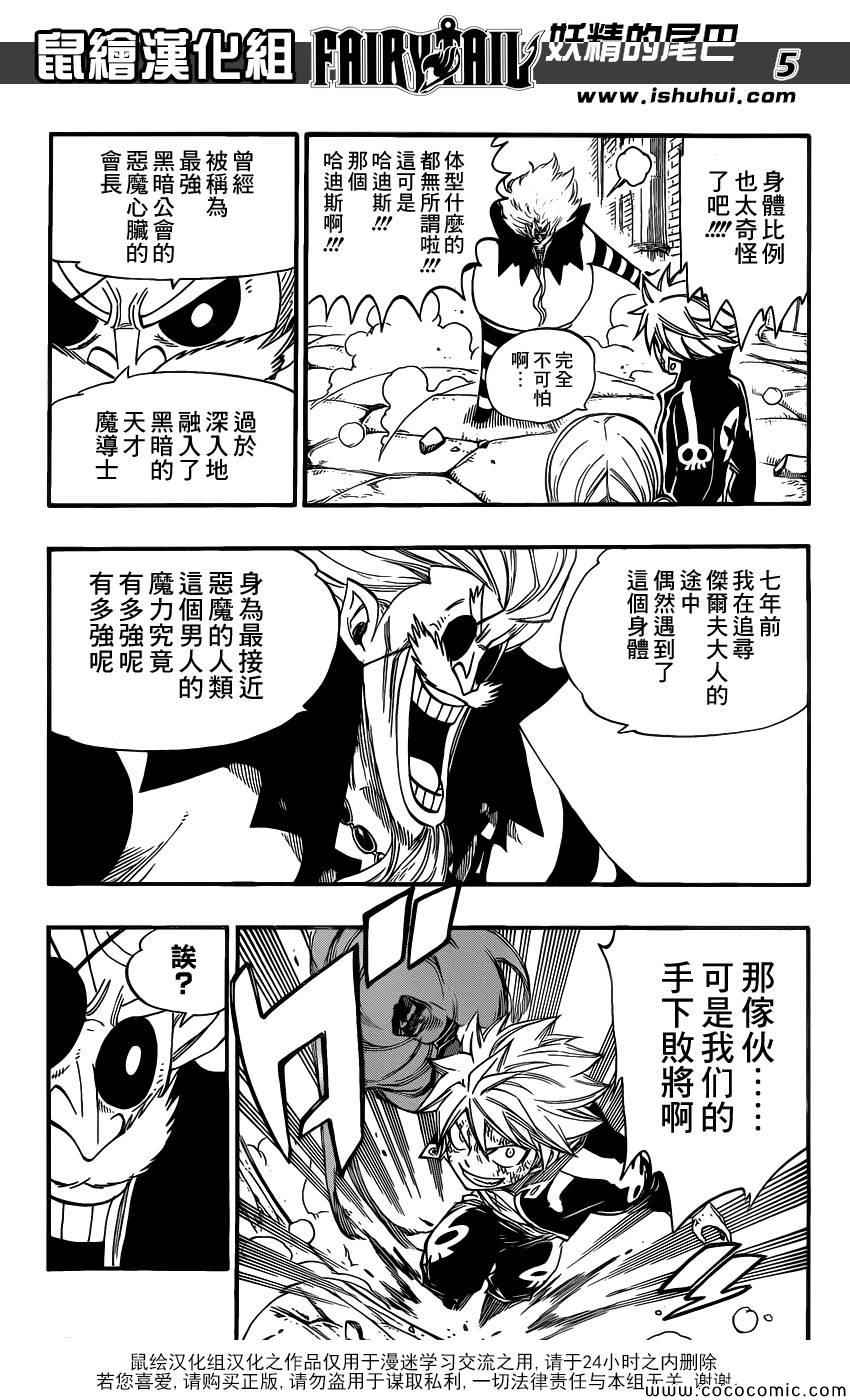 鼠繪漢化組
FAIRY TAIL
妖精的尾巴
5
www.ishuhui.com
身體比例
也太奇怪
了吧!!!!!
体型什麼的
都無所謂啦!!!
這可是
哈迪斯!!!
那個
哈迪斯啊!!!
完全
不可怕
啊…
曾經
被稱為
最強
黑暗公會的
惡魔心臟的
會長
過於
深入地
融入了
黑暗的
天才
魔導士
七年前
我在追尋
傑爾夫大人的
途中
偶然遇到了
這個身體
身為最接近
惡魔的人類
這個男人的
魔力究竟
有多強呢
有多強呢
那傢伙……
可是我们的
手下敗將啊
ガッ
誒?
鼠绘汉化组汉化之作品仅用于漫迷学习交流之用, 请于24小时之内删除
若您喜爱, 请购买正版, 请勿盗用于谋取私利, 一切法律责任与本组无关, 谢谢.
www.cococomic.com